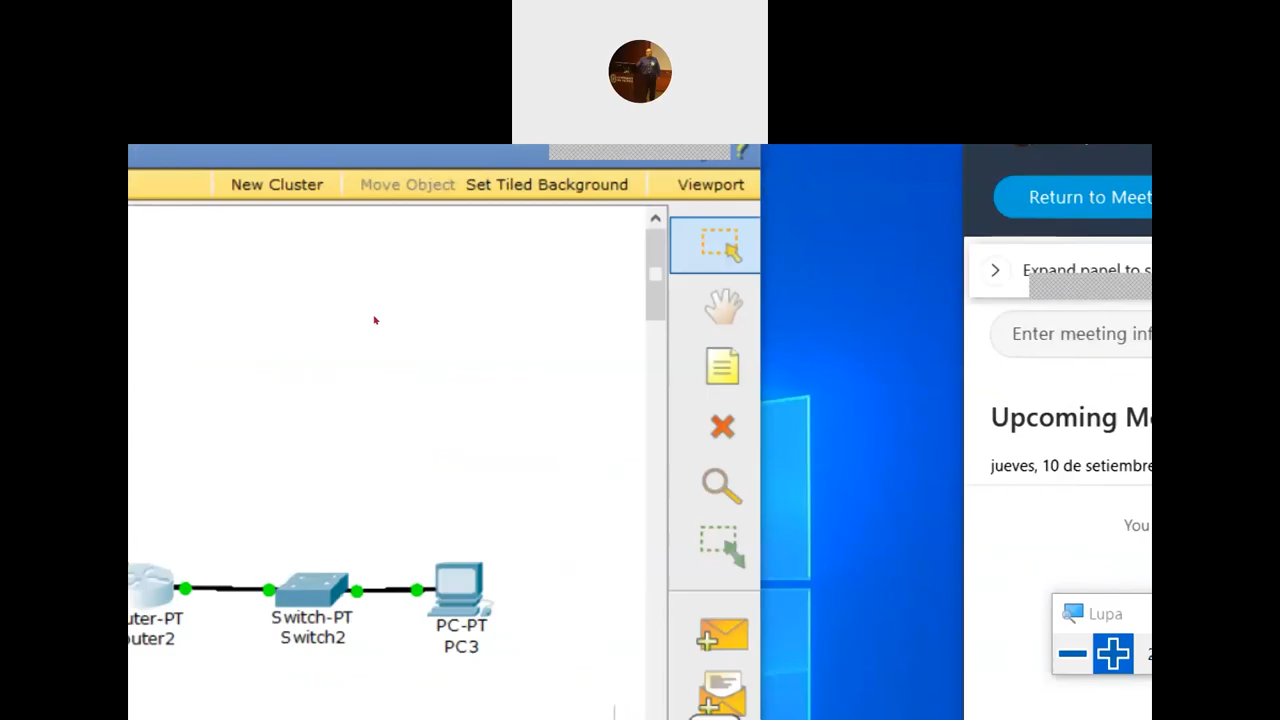 New Cluster Move Object Set Tiled Background Viewport
Return to Meet
Expand panel to s
Enter meeting inf
Upcoming M
jueves, 10 de setiembre
You
uter-PT
outer2
Switch-PT
Switch2
PC-PT
PC3
Lupa